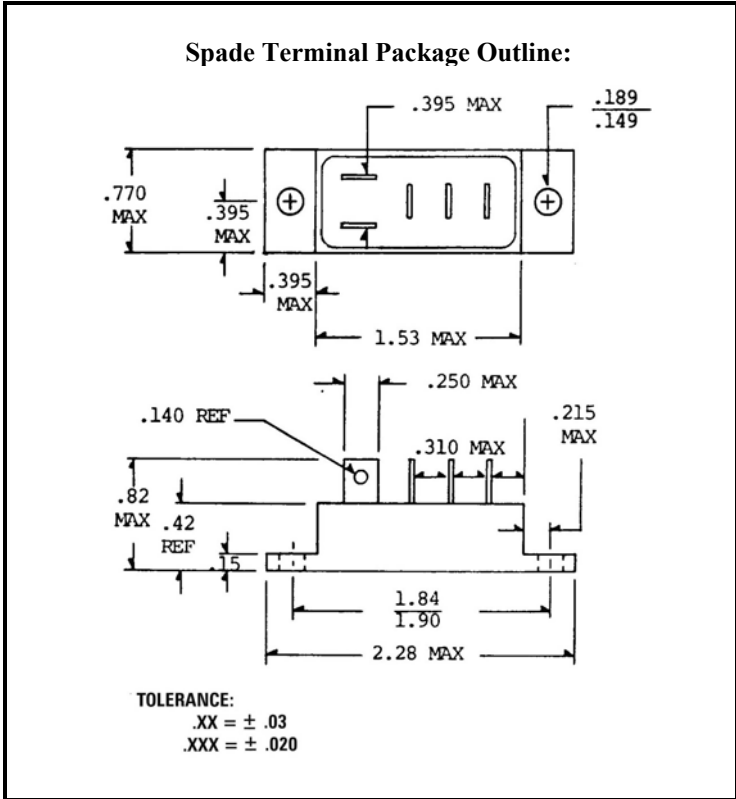 Spade Terminal Package Outline:
.395 MAX
.189
.149
.770
MAX
.395
MAX
.395
MAX
1.53 MAX
.250 MAX
.140 REF
.215
MAX
.310 MAX
.82
MAX
.42
REF
.15
1.84
1.90
2.28 MAX
TOLERANCE:
.XX = ± .03
.XXX = ± .020